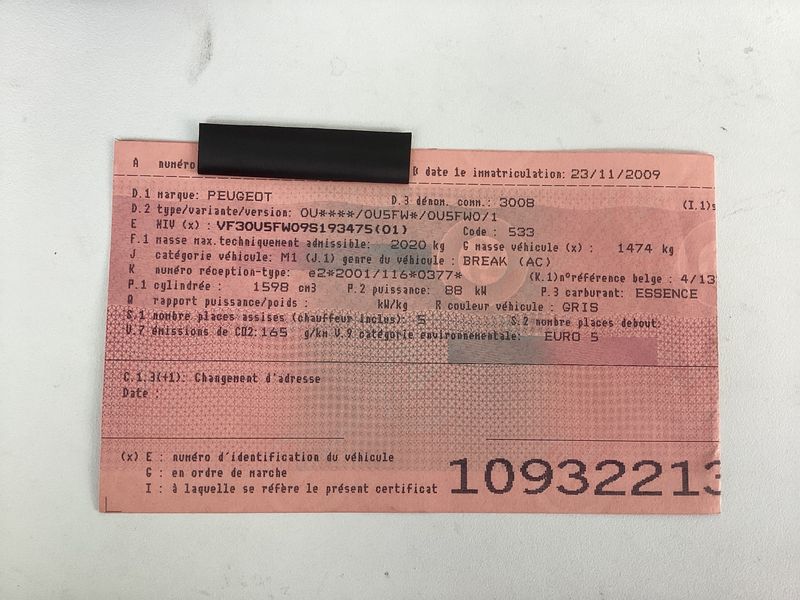 A numéro B date 1e immatriculation: 23/11/2009
D.1 marque: PEUGEOT D.3 dénom. comm.: 3008 (I.1)s
D.2 type/variante/version: 0U****/0U5FW*/0U5FW0/1
E NIV (x) : VF30U5FW09S193475(01) Code : 533
F.1 masse max.techniquement admissible: 2020 kg G masse véhicule (x) : 1474 kg
J catégorie véhicule: M1 (J.1) genre du véhicule: BREAK (AC)
K numéro réception-type: e2*2001/116*0377* (K.1)n°référence belge : 4/13
P.1 cylindrée : 1598 cm3 P.2 puissance: 88 kW P.3 carburant: ESSENCE
Q rapport puissance/poids : kW/kg R couleur véhicule : GRIS
S.1 nombre places assises (chauffeur inclus): 5 S.2 nombre places debout:
V.7 émissions de CO2:165 g/km V.9 catégorie environnementale: EURO 5
C.1.3(+1): Changement d'adresse
Date :
(x) E : numéro d'identification du véhicule
G : en ordre de marche
I : à laquelle se réfère le présent certificat
109322213